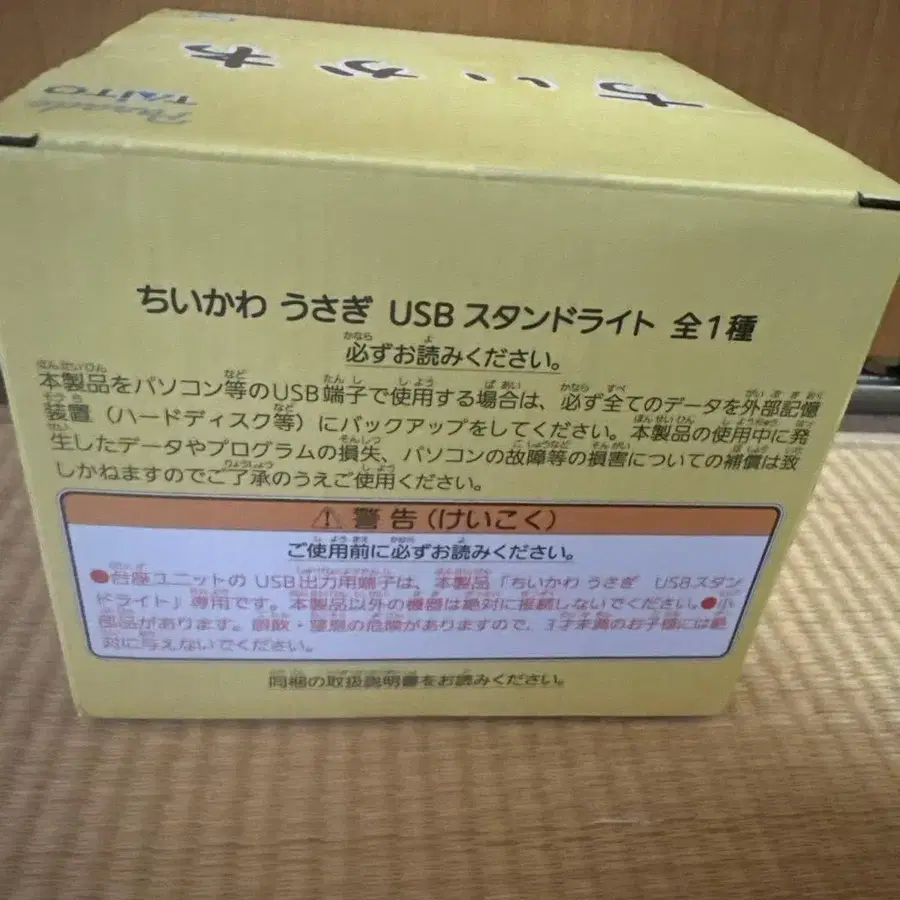 ちいかわ
TAITO
ちいかわ うさぎ USBスタンドライト 全1種
必ずお読みください。
本製品をパソコン等のUSB端子で使用する場合は、必ず全てのデータを外部記憶
装置（ハードディスク等）にバックアップをしてください。本製品の使用中に発
生したデータやプログラムの損失、パソコンの故障等の損害についての補償は致
しかねますのでご了承のうえご使用ください。
⚠ 警告(けいこく)
ご使用前に必ずお読みください。
●台座ユニットの USB出力用端子は、本製品「ちいかわ うさぎ USBスタン
ドライト」専用です。本製品以外の機器は絶対に接続しないでください。●小
部品があります。誤飲・窒息の危険がありますので、3才未満のお子様には絶
対に与えないでください。
同梱の取扱説明書をお読みください。